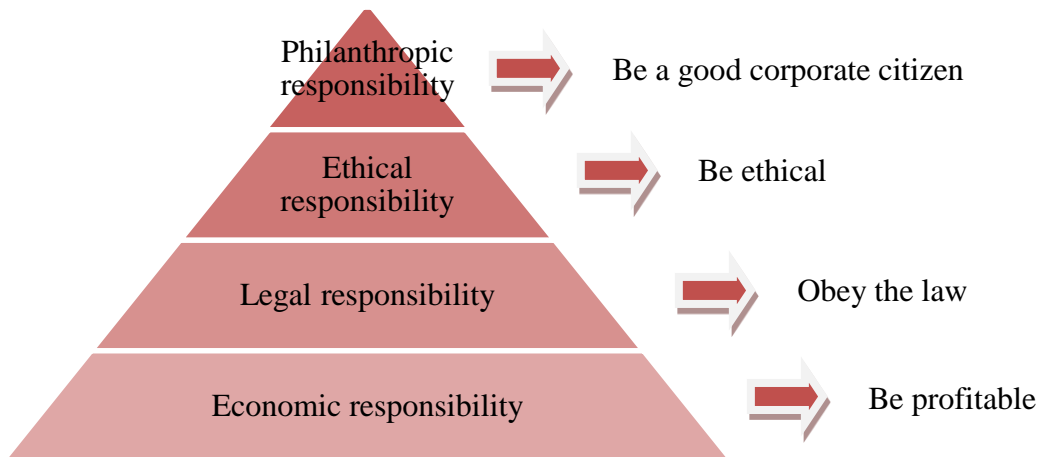 Philanthropic
responsibility
Be a good corporate citizen
Ethical
responsibility
Be ethical
Legal responsibility
Obey the law
Economic responsibility
Be profitable